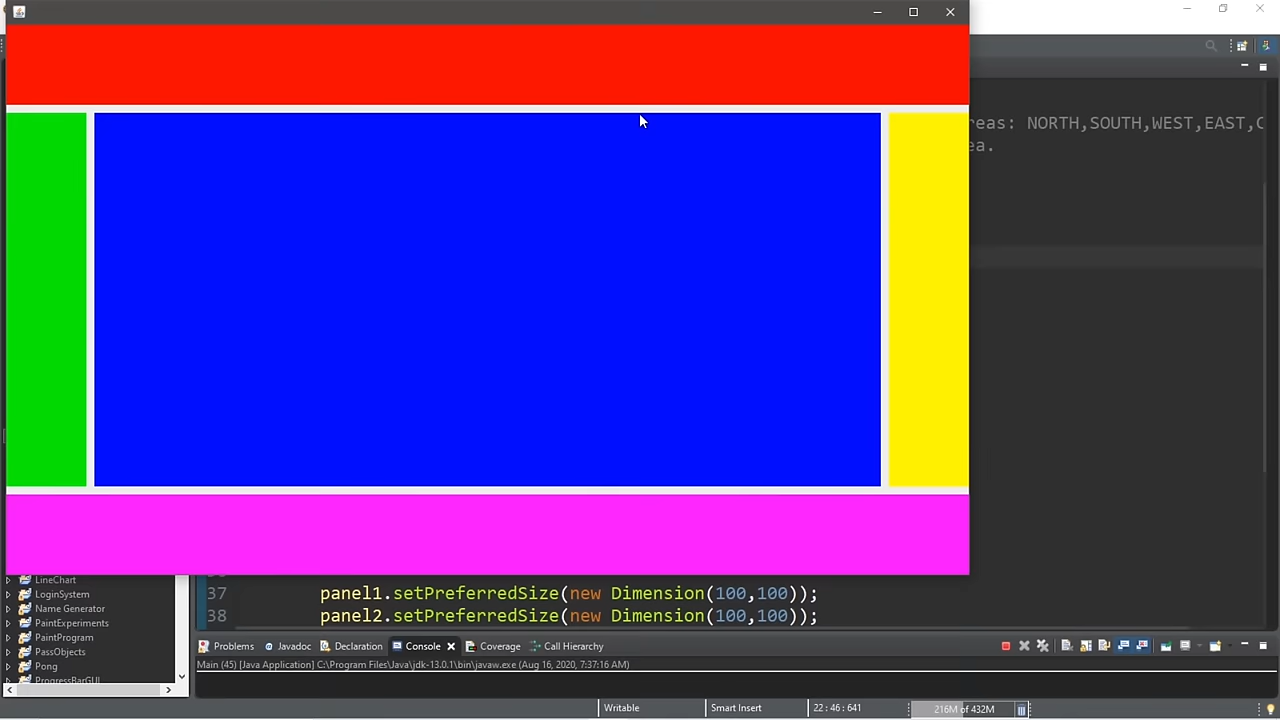 reas: NORTH,SOUTH,WEST,EAST,C
ea.
LineChart
LoginSystem
Name Generator
PaintExperiments
PaintProgram
PassObjects
Pong
ProgressBarGUI
37 panel1.setPreferredSize(new Dimension(100,100));
38 panel2.setPreferredSize(new Dimension(100,100));
Problems Javadoc Declaration Console Coverage Call Hierarchy
Main (45) [Java Application] C:\Program Files\Java\jdk-13.0.1\bin\javaw.exe (Aug 16, 2020, 7:37:16 AM)
Writable Smart Insert 22 : 46 : 641 216M of 432M